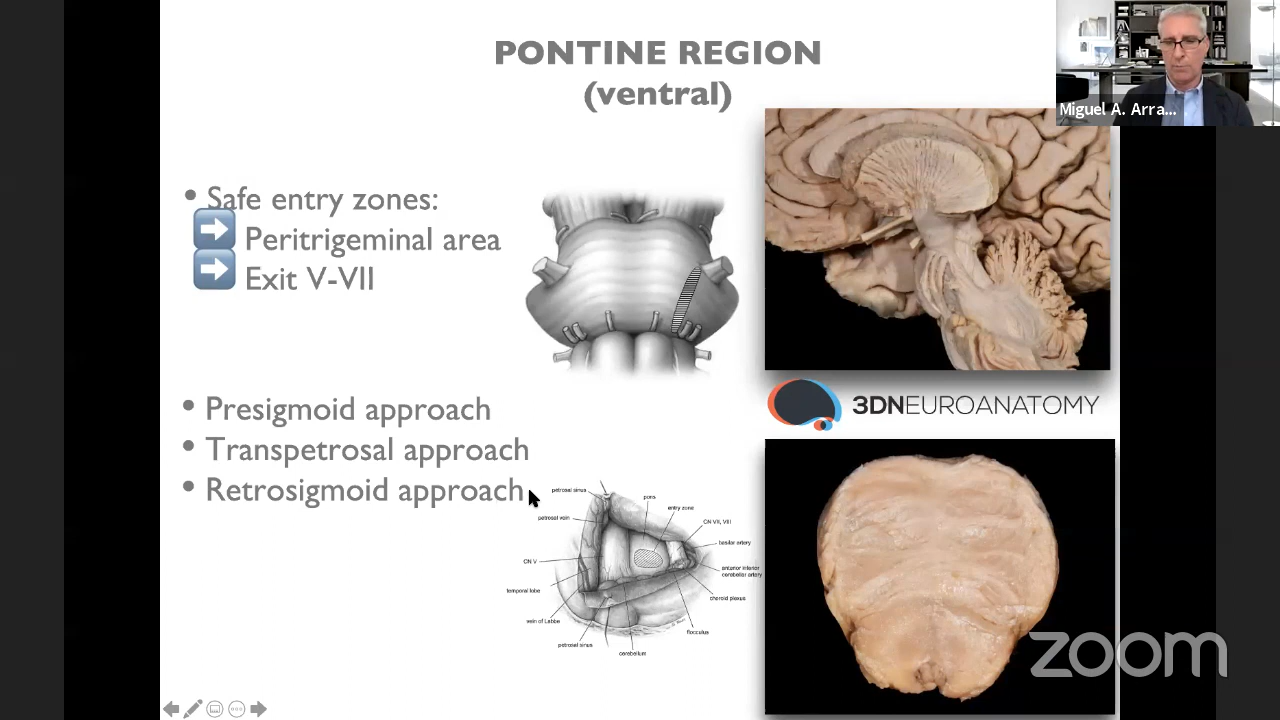 PONTINE REGION
(ventral)
Miguel A. Arra...
• Safe entry zones:
Peritrigeminal area
Exit V-VII
• Presigmoid approach
• Transpetrosal approach
• Retrosigmoid approach
3DNEUROANATOMY
petrosal sinus
pons
entry zone
petrosal vein
CN VII, VIII
basilar artery
CN V
anterior inferior
cerebellar artery
temporal lobe
choroid plexus
vein of Labbe
flocculus
petrosal sinus
cerebellum
zoom